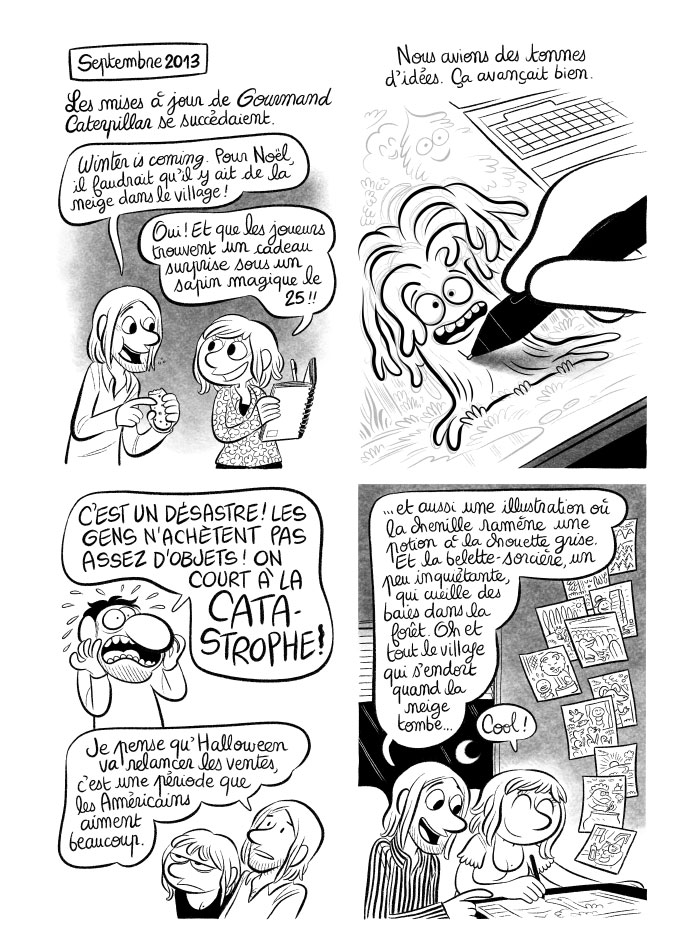 Septembre 2013
Les mises à jour de Gourmand
Caterpillar se succédaient.
Winter is coming. Pour Noël,
il faudrait qu'il y ait de la
neige dans le village !
Oui ! Et que les joueurs
trouvent un cadeau
surprise sous un
sapin magique le
25 !!
Nous avions des tonnes
d'idées. Ça avançait bien.
C'EST UN DÉSASTRE ! LES
GENS N'ACHÈTENT PAS
ASSEZ D'OBJETS ! ON
COURT À LA
CATA-
STROPHE !
Je pense qu'Halloween
va relancer les ventes,
c'est une période que
les Américains
aiment
beaucoup.
...et aussi une illustration où
la chenille ramène une
potion à la chouette grise.
Et la belette-sorcière, un
peu inquiétante,
qui cueille des
baies dans la
forêt. Oh et
tout le village
qui s'endort
quand la
neige
tombe...
Cool !